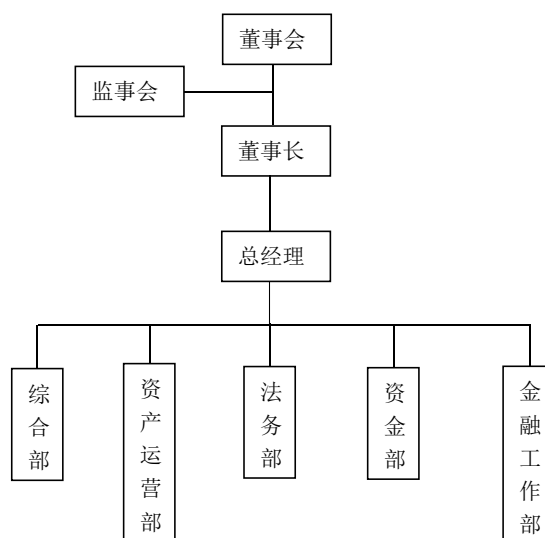 董事会
监事会
董事长
总经理
综合部
资产运营部
法务部
资金部
金融工作部